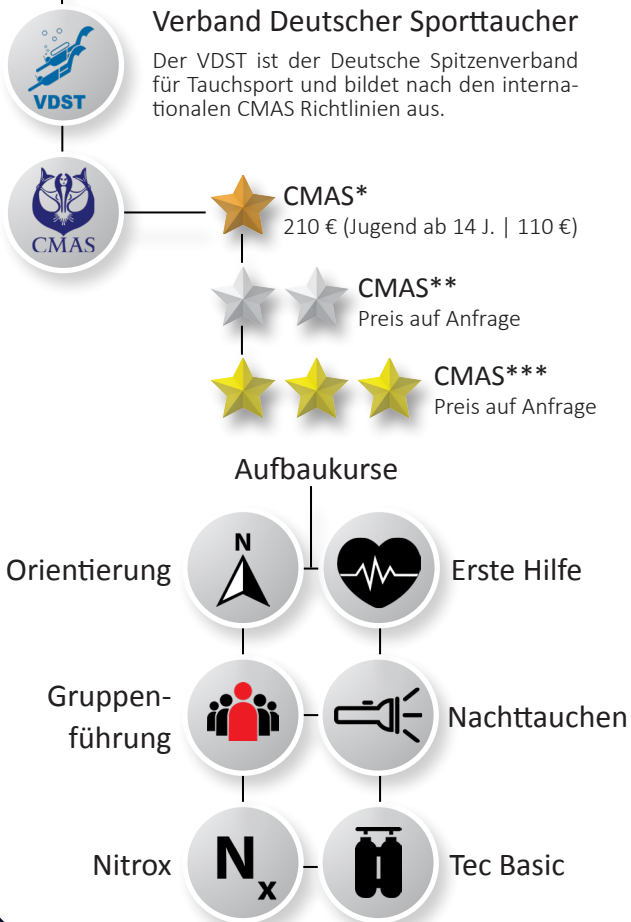 Verband Deutscher Sporttaucher
Der VDST ist der Deutsche Spitzenverband
für Tauchsport und bildet nach den interna-
tionalen CMAS Richtlinien aus.
VDST
CMAS
CMAS*
210 € (Jugend ab 14 J. | 110 €)
CMAS**
Preis auf Anfrage
CMAS***
Preis auf Anfrage
Aufbaukurse
Orientierung
N
Erste Hilfe
Gruppen-
führung
Nachttauchen
Nitrox
Nx
Tec Basic